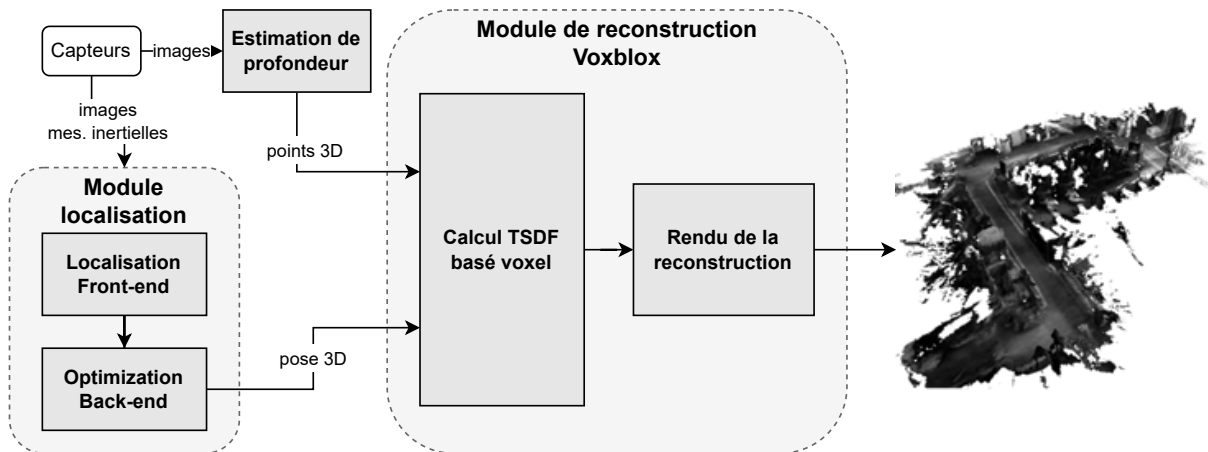 Capteurs
images
Estimation de
profondeur
images
mes. inertielles
points 3D
Module
localisation
Localisation
Front-end
Optimization
Back-end
pose 3D
Module de reconstruction
Voxblox
Calcul TSDF
basé voxel
Rendu de la
reconstruction